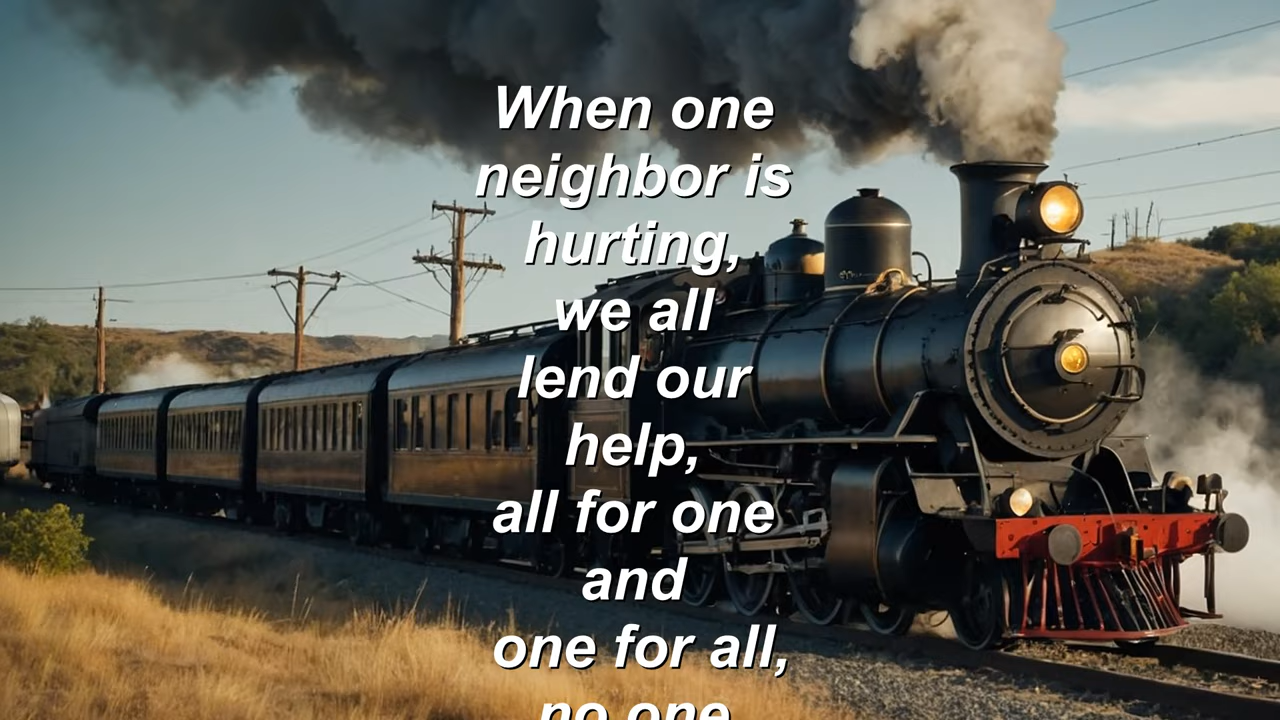 When one
neighbor is
hurting,
we all
lend our
help,
all for one
and
one for all,
no one